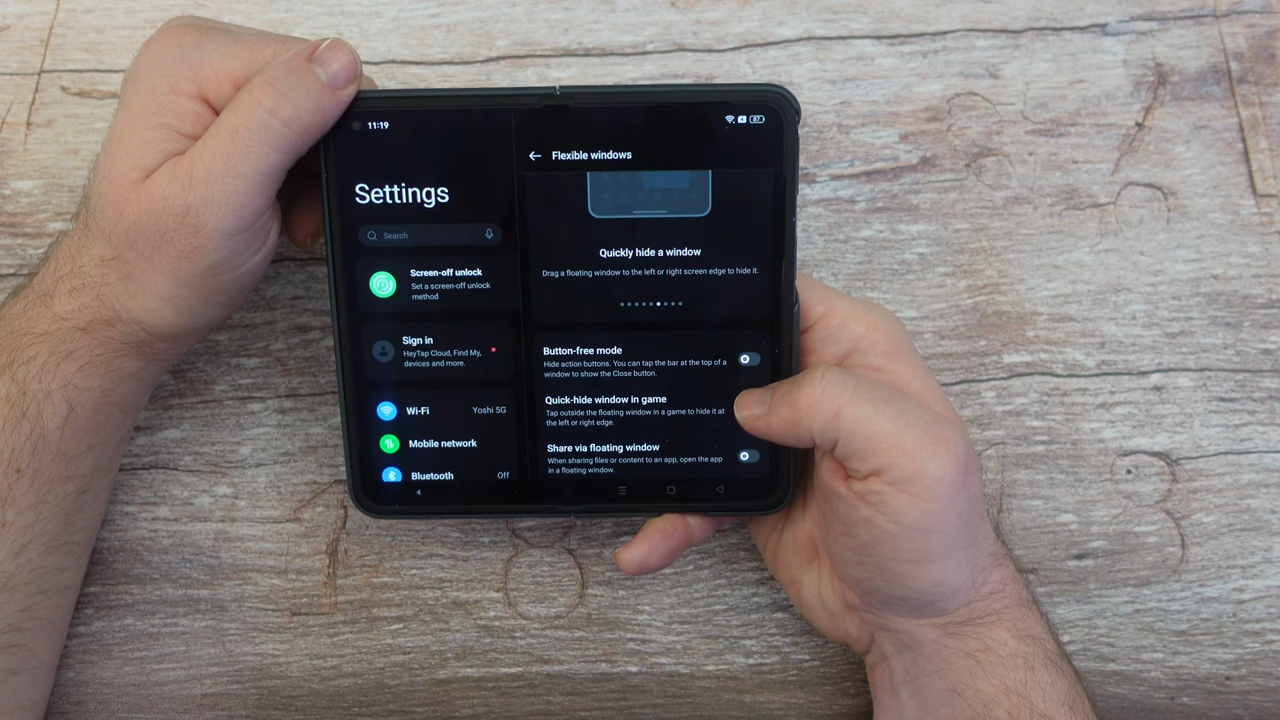 11:19
87
Settings
Search
Screen-off unlock
Set a screen-off unlock
method
Sign in
HeyTap Cloud, Find My,
devices and more.
Wi-Fi
Yoshi 5G
Mobile network
Bluetooth
Off
Flexible windows
Quickly hide a window
Drag a floating window to the left or right screen edge to hide it.
Button-free mode
Hide action buttons. You can tap the bar at the top of a
window to show the Close button.
Quick-hide window in game
Tap outside the floating window in a game to hide it at
the left or right edge.
Share via floating window
When sharing files or content to an app, open the app
in a floating window.